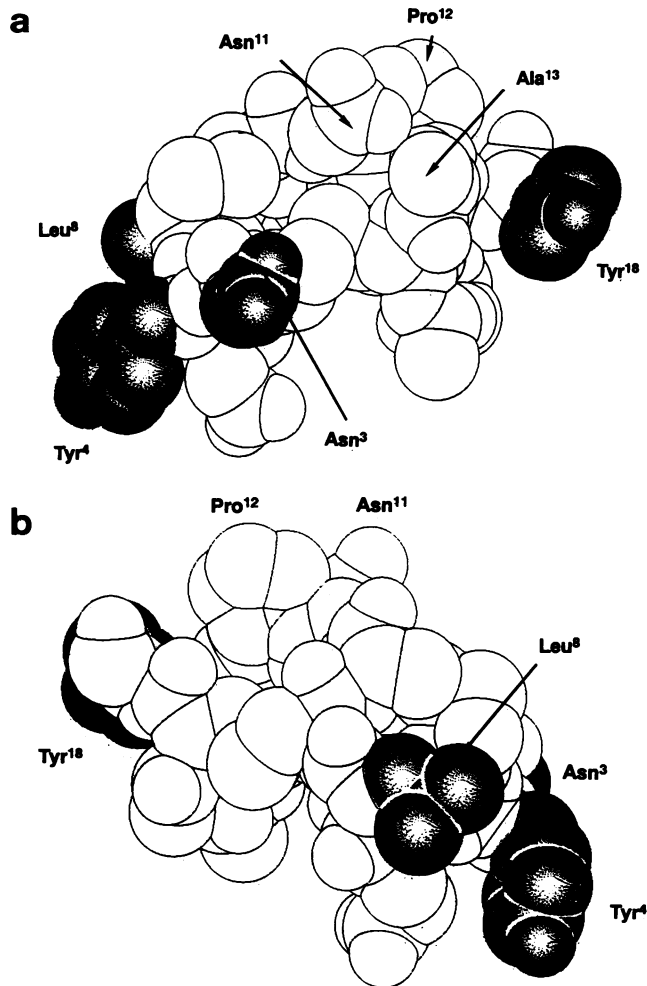 a
Pro¹²
Asn¹¹
Ala¹³
Leu⁸
Tyr¹⁸
Asn³
Tyr⁴
b
Pro¹²
Asn¹¹
Leu⁸
Tyr¹⁸
Asn³
Tyr⁴